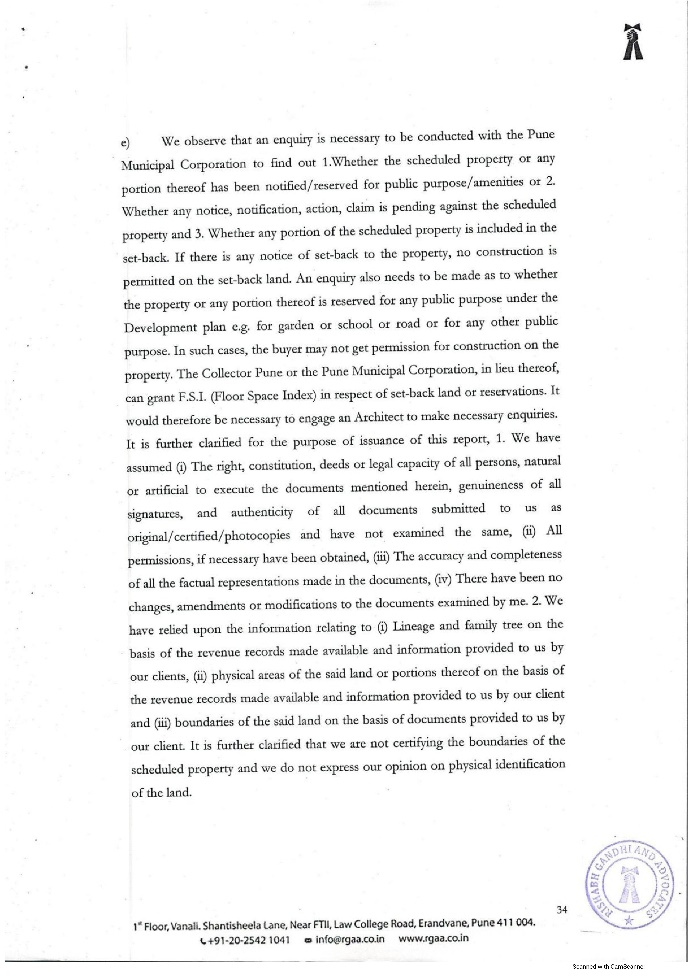 e) We observe that an enquiry is necessary to be conducted with the Pune
Municipal Corporation to find out 1.Whether the scheduled property or any
portion thereof has been notified/reserved for public purpose/amenities or 2.
Whether any notice, notification, action, claim is pending against the scheduled
property and 3. Whether any portion of the scheduled property is included in the
set-back. If there is any notice of set-back to the property, no construction is
permitted on the set-back land. An enquiry also needs to be made as to whether
the property or any portion thereof is reserved for any public purpose under the
Development plan e.g. for garden or school or road or for any other public
purpose. In such cases, the buyer may not get permission for construction on the
property. The Collector Pune or the Pune Municipal Corporation, in lieu thereof,
can grant F.S.I. (Floor Space Index) in respect of set-back land or reservations. It
would therefore be necessary to engage an Architect to make necessary enquiries.
It is further clarified for the purpose of issuance of this report, 1. We have
assumed (i) The right, constitution, deeds or legal capacity of all persons, natural
or artificial to execute the documents mentioned herein, genuineness of all
signatures, and authenticity of all documents submitted to us as
original/certified/photocopies and have not examined the same, (ii) All
permissions, if necessary have been obtained, (iii) The accuracy and completeness
of all the factual representations made in the documents, (iv) There have been no
changes, amendments or modifications to the documents examined by me. 2. We
have relied upon the information relating to (i) Lineage and family tree on the
basis of the revenue records made available and information provided to us by
our clients, (ii) physical areas of the said land or portions thereof on the basis of
the revenue records made available and information provided to us by our client
and (iii) boundaries of the said land on the basis of documents provided to us by
our client. It is further clarified that we are not certifying the boundaries of the
scheduled property and we do not express our opinion on physical identification
of the land.
RISHABH GANDHI AND ADVOCATES
34
1st Floor, Vanali. Shantisheela Lane, Near FTII, Law College Road, Erandvane, Pune 411 004.
+91-20-2542 1041 info@rgaa.co.in www.rgaa.co.in
Scanned with CamScanner